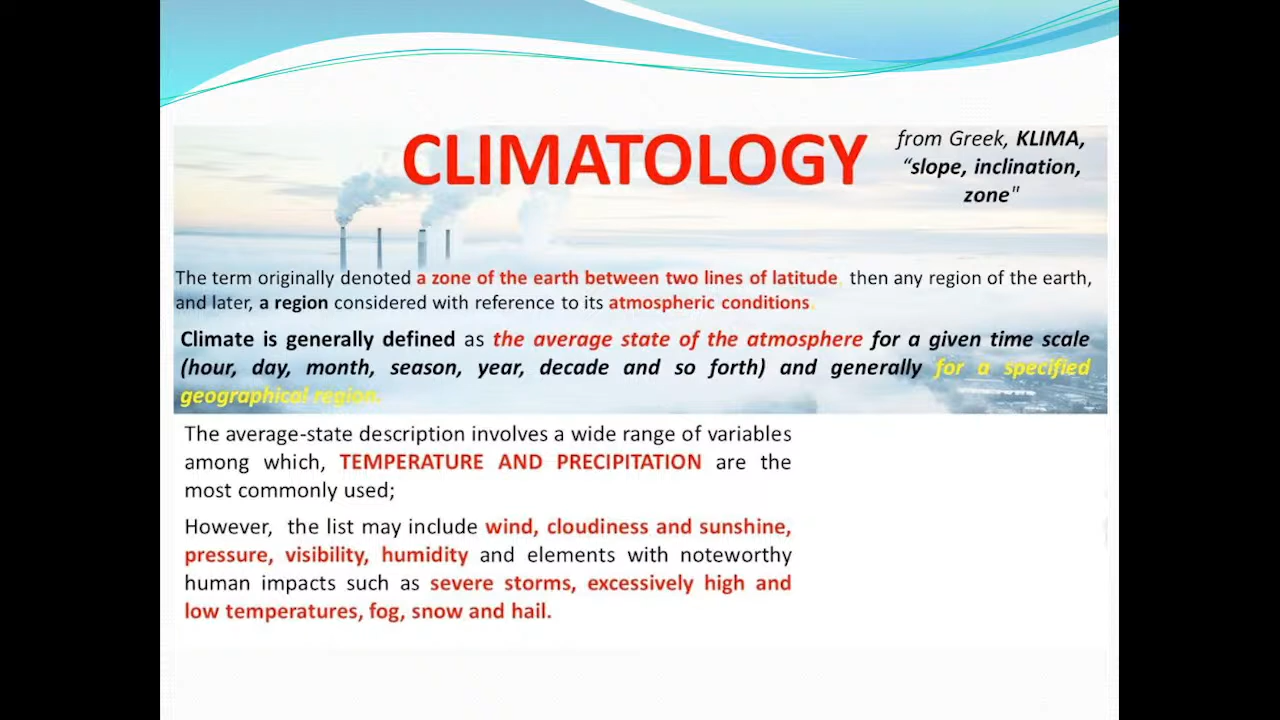 CLIMATOLOGY
from Greek, KLIMA,
“slope, inclination,
zone"
The term originally denoted a zone of the earth between two lines of latitude, then any region of the earth,
and later, a region considered with reference to its atmospheric conditions.
Climate is generally defined as the average state of the atmosphere for a given time scale
(hour, day, month, season, year, decade and so forth) and generally for a specified
geographical region.
The average-state description involves a wide range of variables
among which, TEMPERATURE AND PRECIPITATION are the
most commonly used;
However, the list may include wind, cloudiness and sunshine,
pressure, visibility, humidity and elements with noteworthy
human impacts such as severe storms, excessively high and
low temperatures, fog, snow and hail.